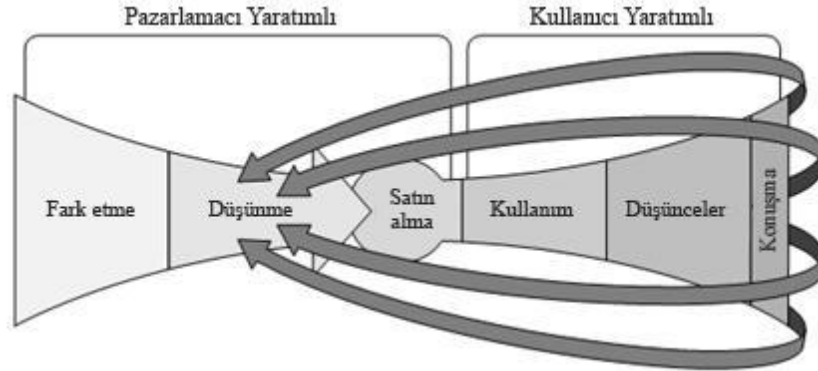 Pazarlamacı Yaratımlı
Kullanıcı Yaratımlı
Fark etme
Düşünme
Satın
alma
Kullanım
Düşünceler
Konuşma